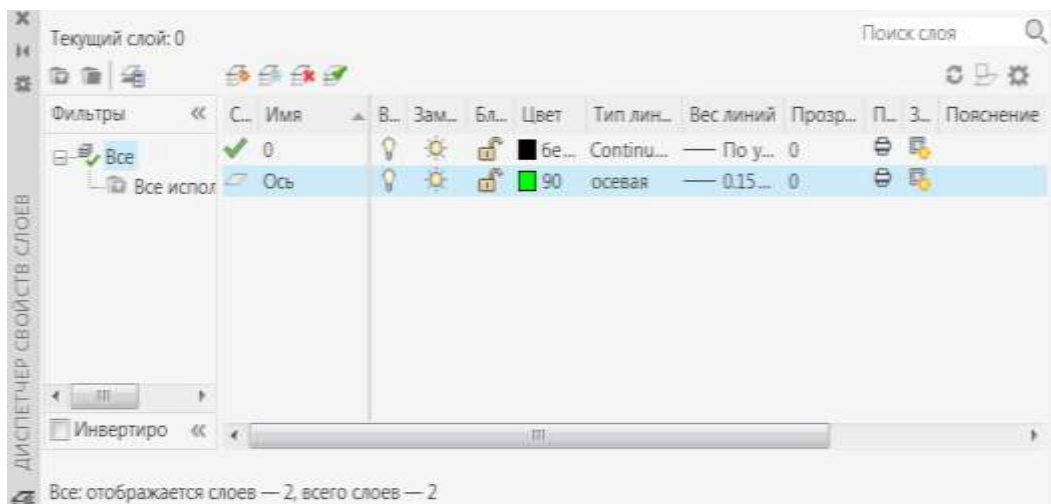 Текущий слой: 0
Поиск слоя
Фильтры
С... Имя В... Зам... Бл... Цвет Тип лин... Вес линий Прозр... П... З... Пояснение
Все
0 бе... Continu... По у... 0
Все испол
Ось 90 осевая 0.15... 0
Инвертиро
ДИСПЕТЧЕР СВОЙСТВ СЛОЕВ
Все: отображается слоев — 2, всего слоев — 2